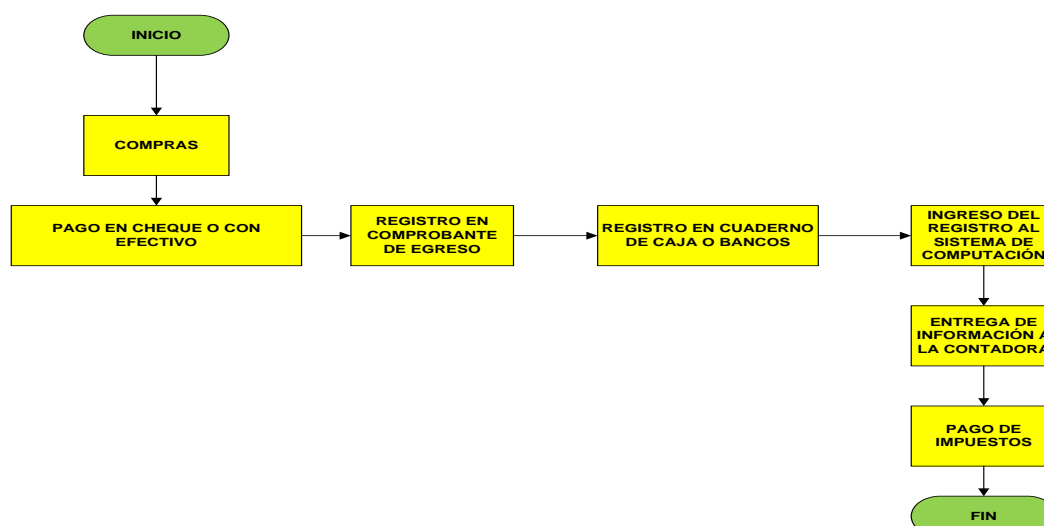 INICIO
COMPRAS
PAGO EN CHEQUE O CON
EFECTIVO
REGISTRO EN
COMPROBANTE
DE EGRESO
REGISTRO EN CUADERNO
DE CAJA O BANCOS
INGRESO DEL
REGISTRO AL
SISTEMA DE
COMPUTACIÓN
ENTREGA DE
INFORMACIÓN A
LA CONTADORA
PAGO DE
IMPUESTOS
FIN